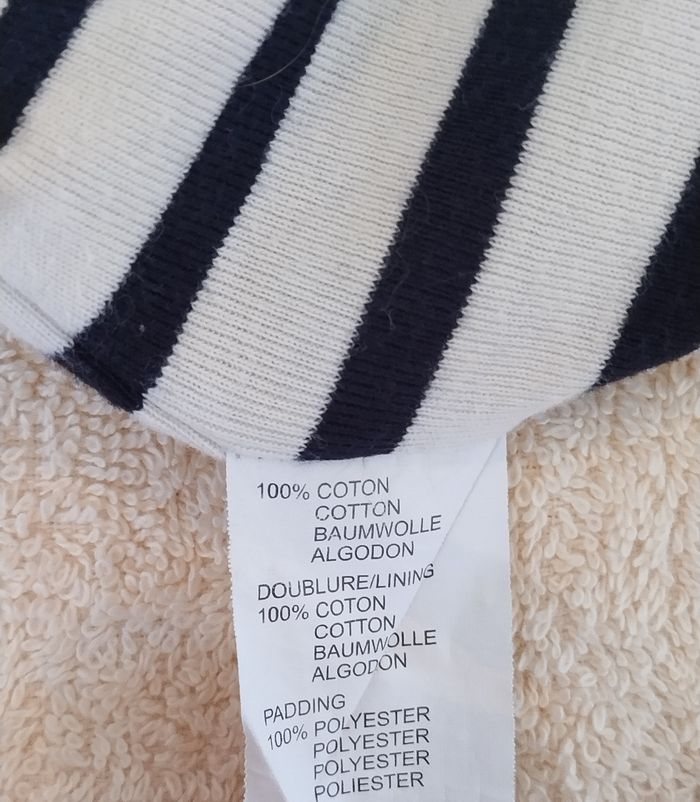 100% COTON
COTTON
BAUMWOLLE
ALGODON
DOUBLURE/LINING
100% COTON
COTTON
BAUMWOLLE
ALGODON
PADDING
100% POLYESTER
POLYESTER
POLYESTER
POLIESTER